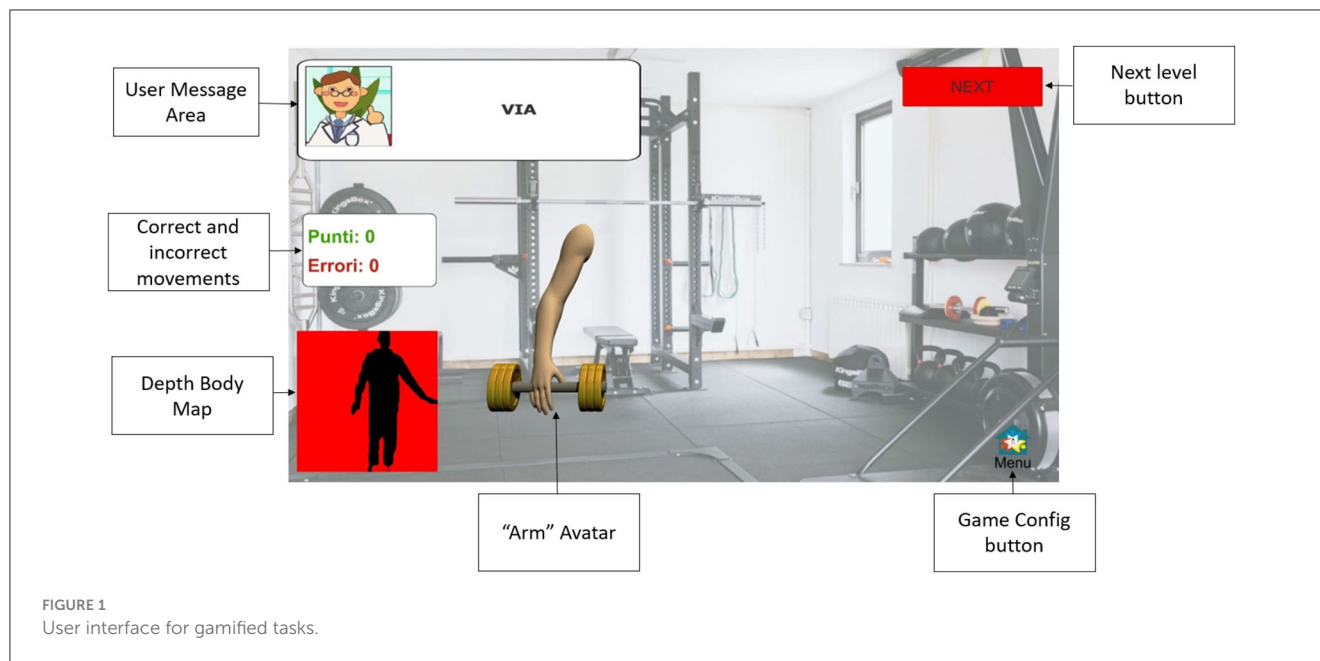 User Message
Area
VIA
NEXT
Next level
button
Correct and
incorrect
movements
Punti: 0
Errori: 0
KingsBox
Depth Body
Map
Menu
"Arm" Avatar
Game Config
button
FIGURE 1
User interface for gamified tasks.